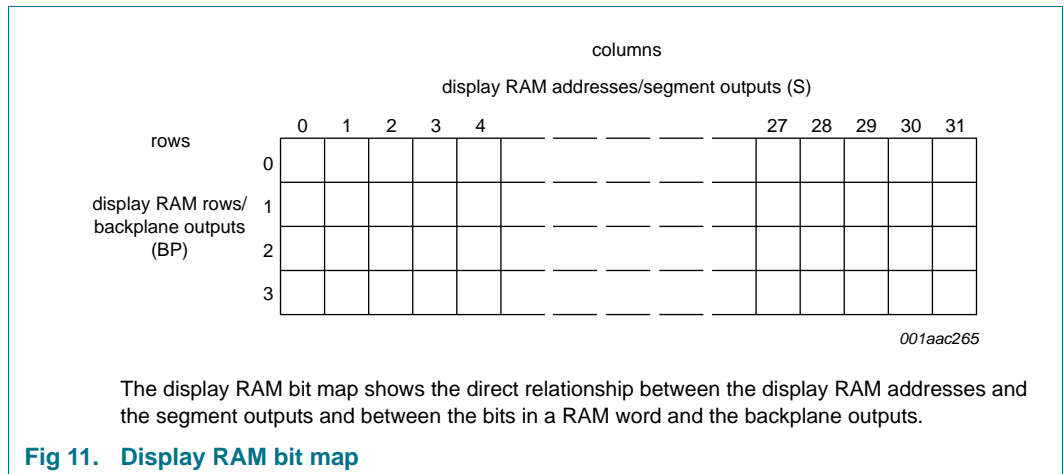 columns
display RAM addresses/segment outputs (S)
0 1 2 3 4 27 28 29 30 31
rows
0
display RAM rows/ 1
backplane outputs
(BP) 2
3
001aac265
The display RAM bit map shows the direct relationship between the display RAM addresses and
the segment outputs and between the bits in a RAM word and the backplane outputs.
Fig 11. Display RAM bit map